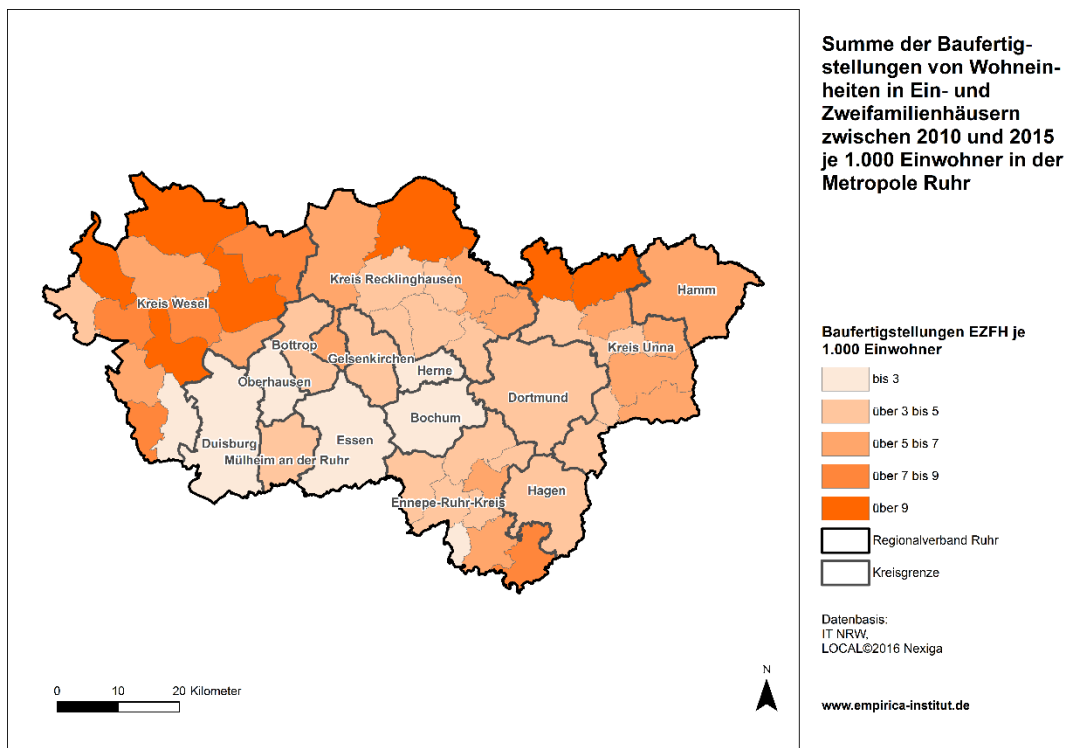 Summe der Baufertig-
stellungen von Wohnein-
heiten in Ein- und
Zweifamilienhäusern
zwischen 2010 und 2015
je 1.000 Einwohner in der
Metropole Ruhr
Kreis Recklinghausen
Hamm
Kreis Wesel
Bottrop
Gelsenkirchen
Kreis Unna
Oberhausen
Herne
Dortmund
Bochum
Duisburg
Essen
Mülheim an der Ruhr
Hagen
Ennepe-Ruhr-Kreis
Baufertigstellungen EZFH je
1.000 Einwohner
bis 3
über 3 bis 5
über 5 bis 7
über 7 bis 9
über 9
Regionalverband Ruhr
Kreisgrenze
Datenbasis:
IT NRW,
LOCAL©2016 Nexiga
www.empirica-institut.de
0 10 20 Kilometer
N